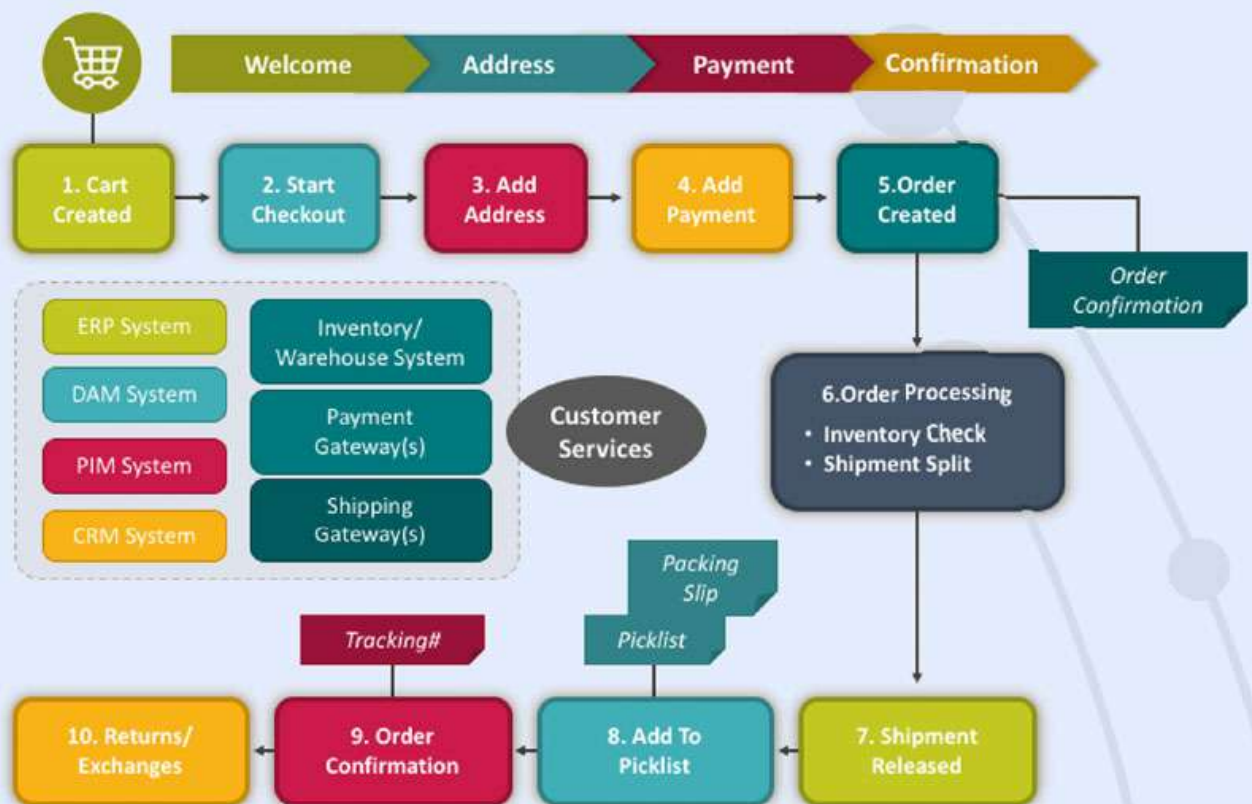 Welcome
Address
Payment
Confirmation
1. Cart
Created
2. Start
Checkout
3. Add
Address
4. Add
Payment
5.Order
Created
Order
Confirmation
ERP System
DAM System
PIM System
CRM System
Inventory/
Warehouse System
Payment
Gateway(s)
Shipping
Gateway(s)
Customer
Services
6.Order Processing
• Inventory Check
• Shipment Split
Packing
Slip
Picklist
Tracking#
10. Returns/
Exchanges
9. Order
Confirmation
8. Add To
Picklist
7. Shipment
Released